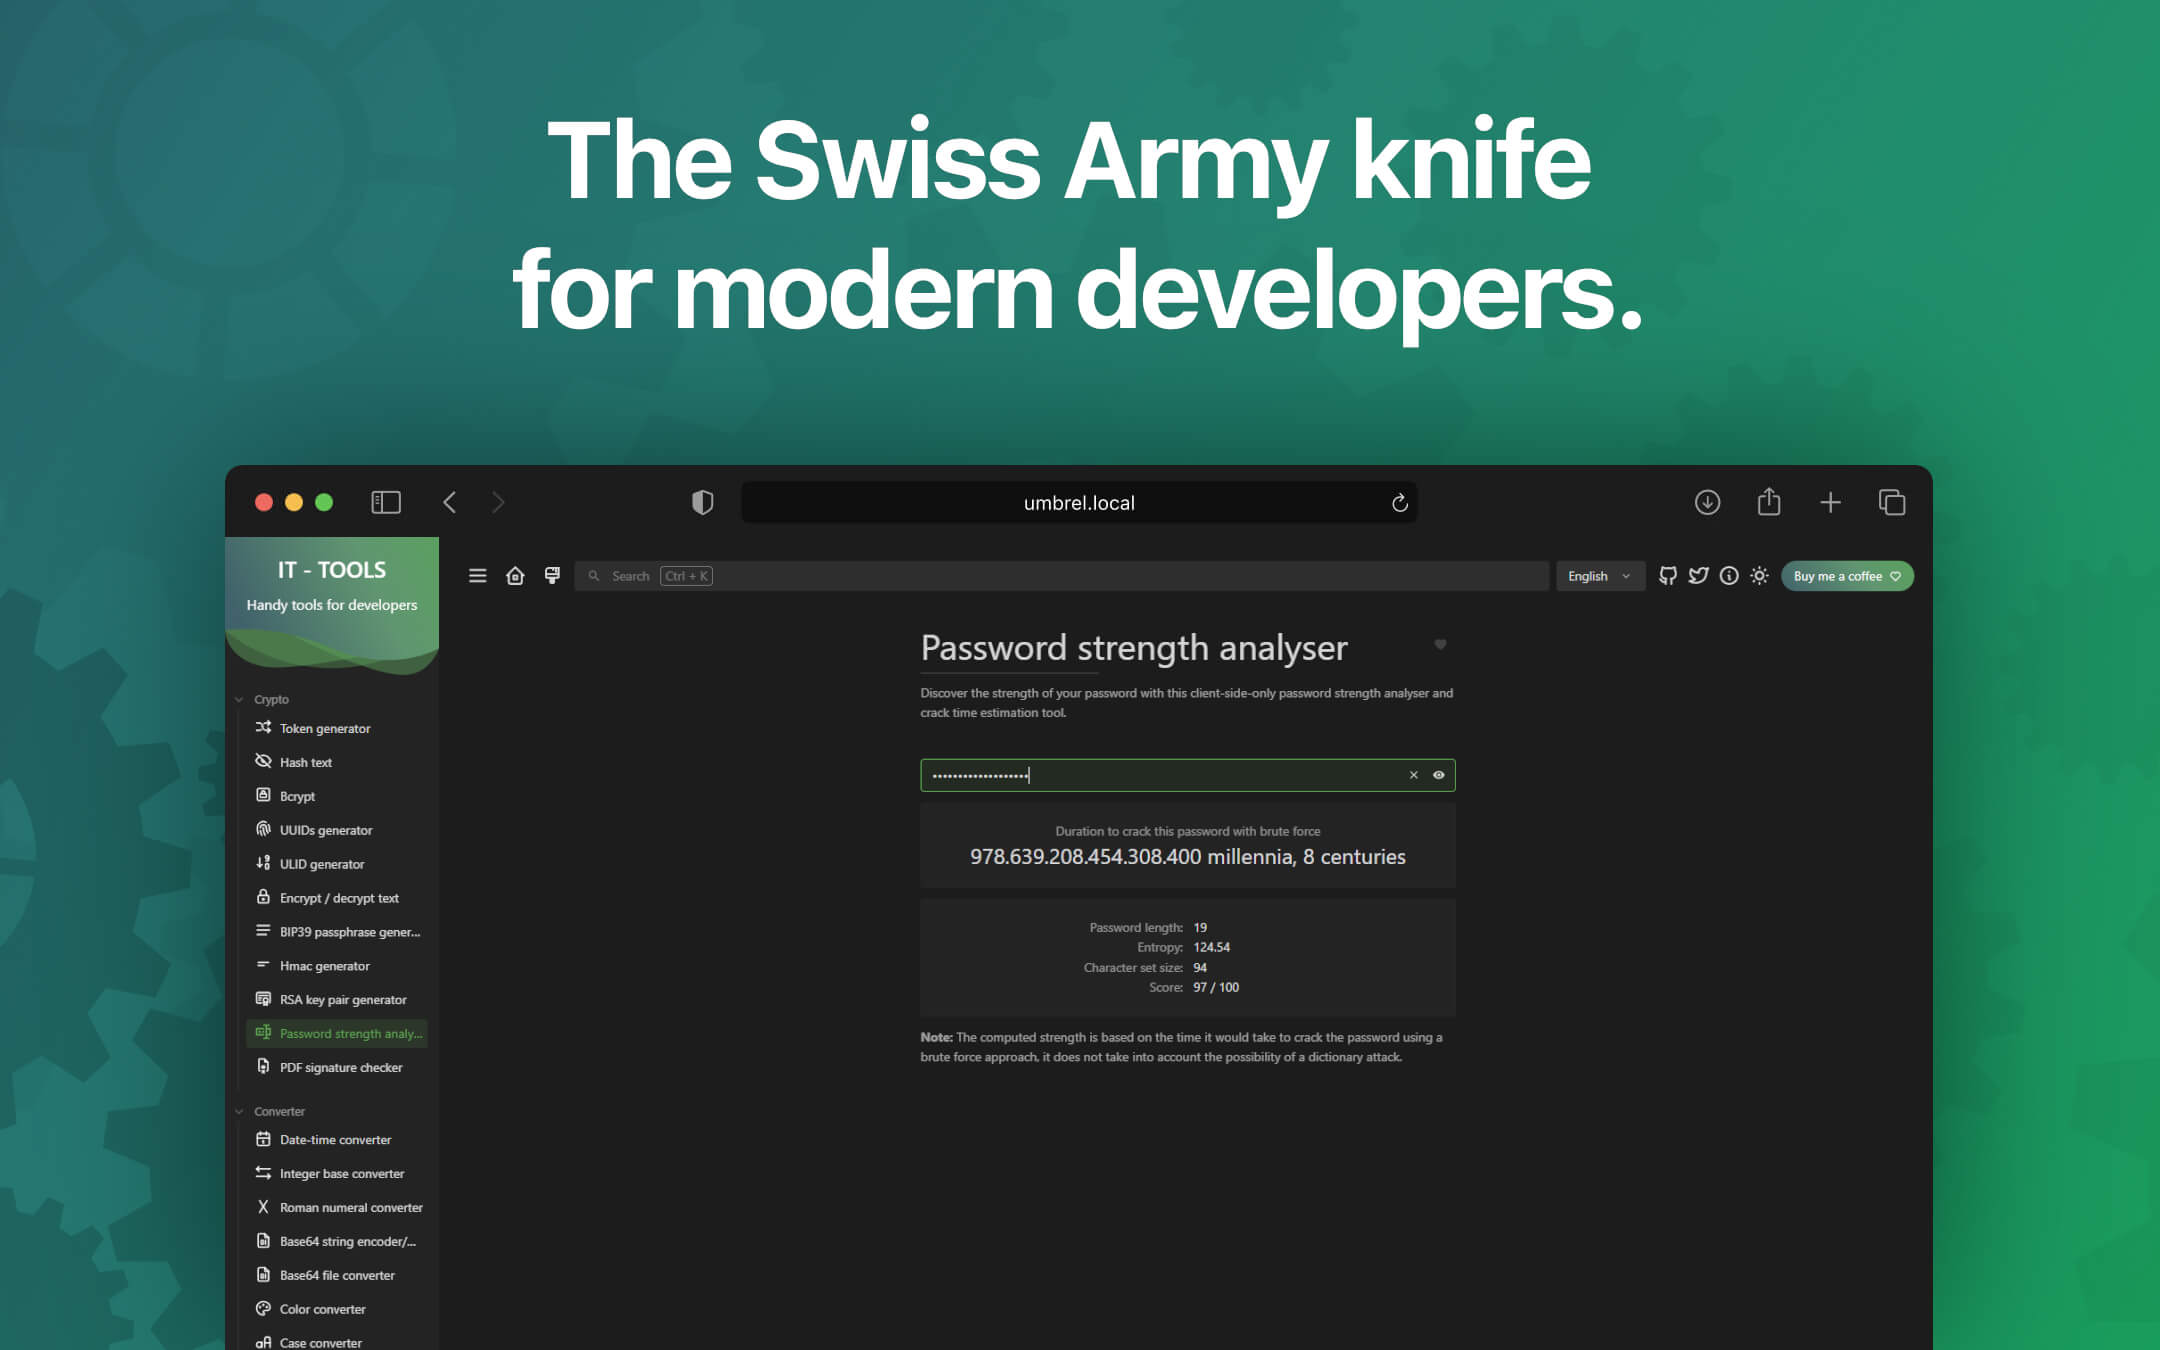 The Swiss Army knife
for modern developers.
umbrel.local
IT - TOOLS
Handy tools for developers
Search Ctrl + K
English
Buy me a coffee
Crypto
Token generator
Hash text
Bcrypt
UUIDs generator
ULID generator
Encrypt / decrypt text
BIP39 passphrase gener...
Hmac generator
RSA key pair generator
Password strength analy...
PDF signature checker
Converter
Date-time converter
Integer base converter
Roman numeral converter
Base64 string encoder/...
Base64 file converter
Color converter
Case converter
Password strength analyser
Discover the strength of your password with this client-side-only password strength analyser and
crack time estimation tool.
Duration to crack this password with brute force
978.639.208.454.308.400 millennia, 8 centuries
Password length: 19
Entropy: 124.54
Character set size: 94
Score: 97 / 100
Note: The computed strength is based on the time it would take to crack the password using a
brute force approach, it does not take into account the possibility of a dictionary attack.